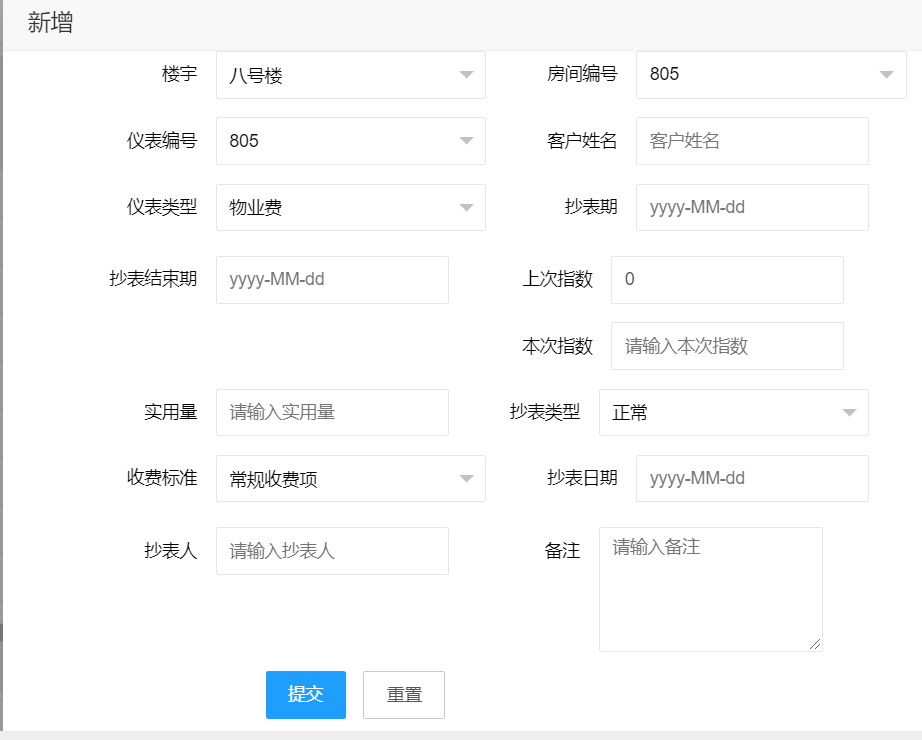 新增
楼宇 八号楼 房间编号 805
仪表编号 805 客户姓名 客户姓名
仪表类型 物业费 抄表期 yyyy-MM-dd
抄表结束期 yyyy-MM-dd 上次指数 0
本次指数 请输入本次指数
实用量 请输入实用量 抄表类型 正常
收费标准 常规收费项 抄表日期 yyyy-MM-dd
抄表人 请输入抄表人 备注 请输入备注
提交 重置